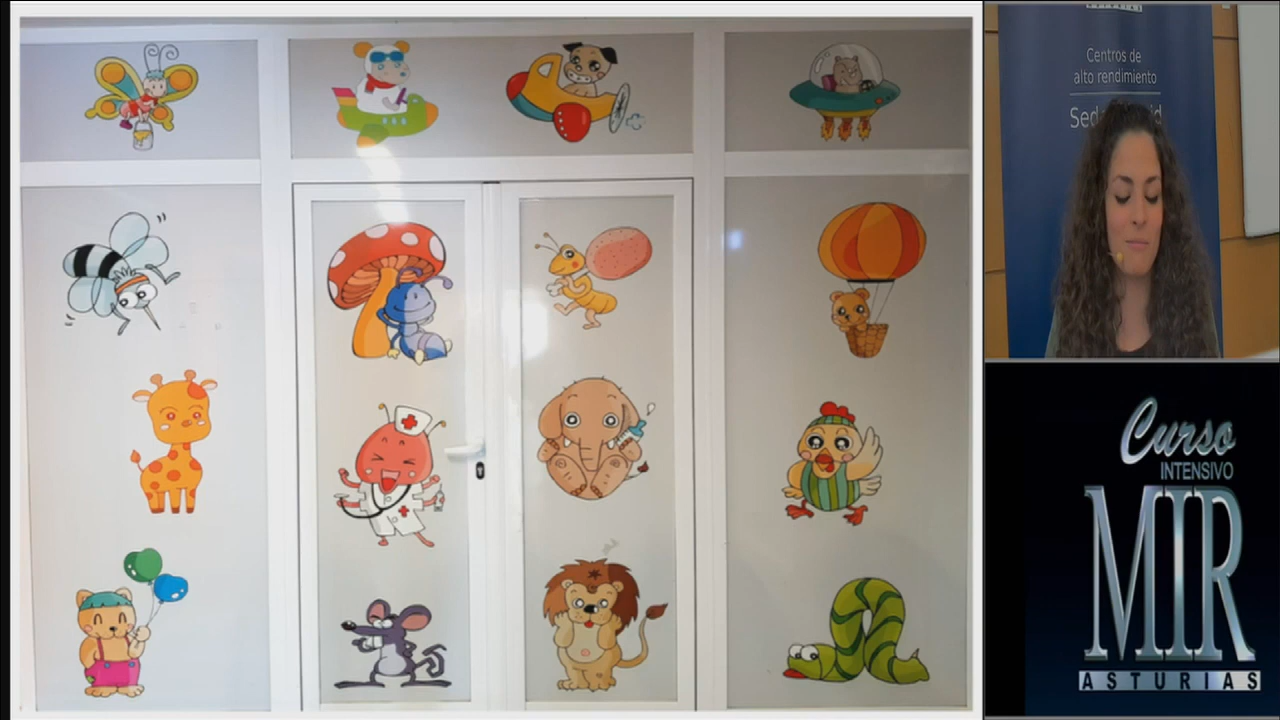 Centros de
alto rendimiento
Curso
INTENSIVO
MIR
ASTURIAS